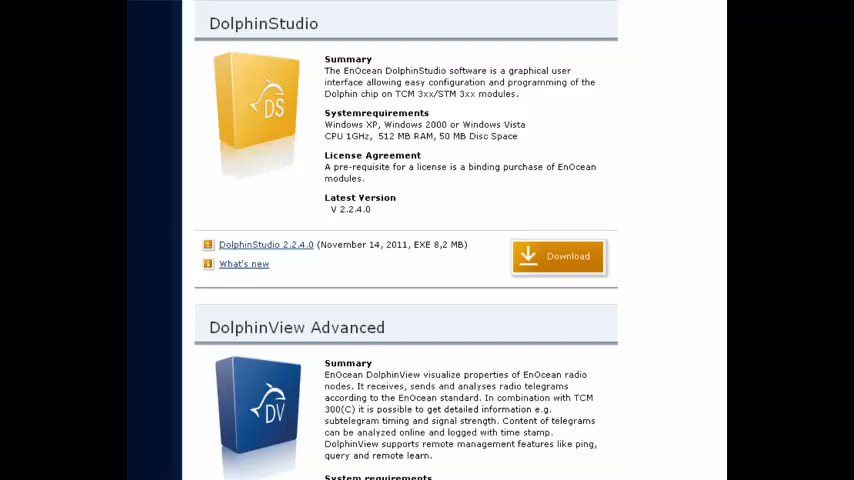 DolphinStudio
DS
Summary
The EnOcean DolphinStudio software is a graphical user
interface allowing easy configuration and programming of the
Dolphin chip on TCM 3xx/STM 3xx modules.
Systemrequirements
Windows XP, Windows 2000 or Windows Vista
CPU 1GHz, 512 MB RAM, 50 MB Disc Space
License Agreement
A pre-requisite for a license is a binding purchase of EnOcean
modules.
Latest Version
V 2.2.4.0
DolphinStudio 2.2.4.0 (November 14, 2011, EXE 8,2 MB)
Download
What's new
DolphinView Advanced
DV
Summary
EnOcean DolphinView visualize properties of EnOcean radio
nodes. It receives, sends and analyses radio telegrams
according to the EnOcean standard. In combination with TCM
300(C) it is possible to get detailed information e.g.
subtelegram timing and signal strength. Content of telegrams
can be analyzed online and logged with time stamp.
DolphinView supports remote management features like ping,
query and remote learn.
System requirements